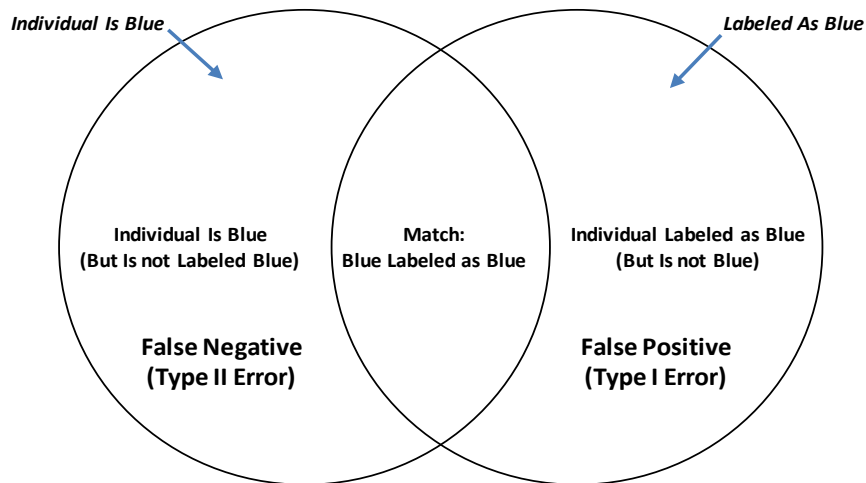 Individual Is Blue
Labeled As Blue
Individual Is Blue
(But Is not Labeled Blue)
Match:
Blue Labeled as Blue
Individual Labeled as Blue
(But Is not Blue)
False Negative
(Type II Error)
False Positive
(Type I Error)